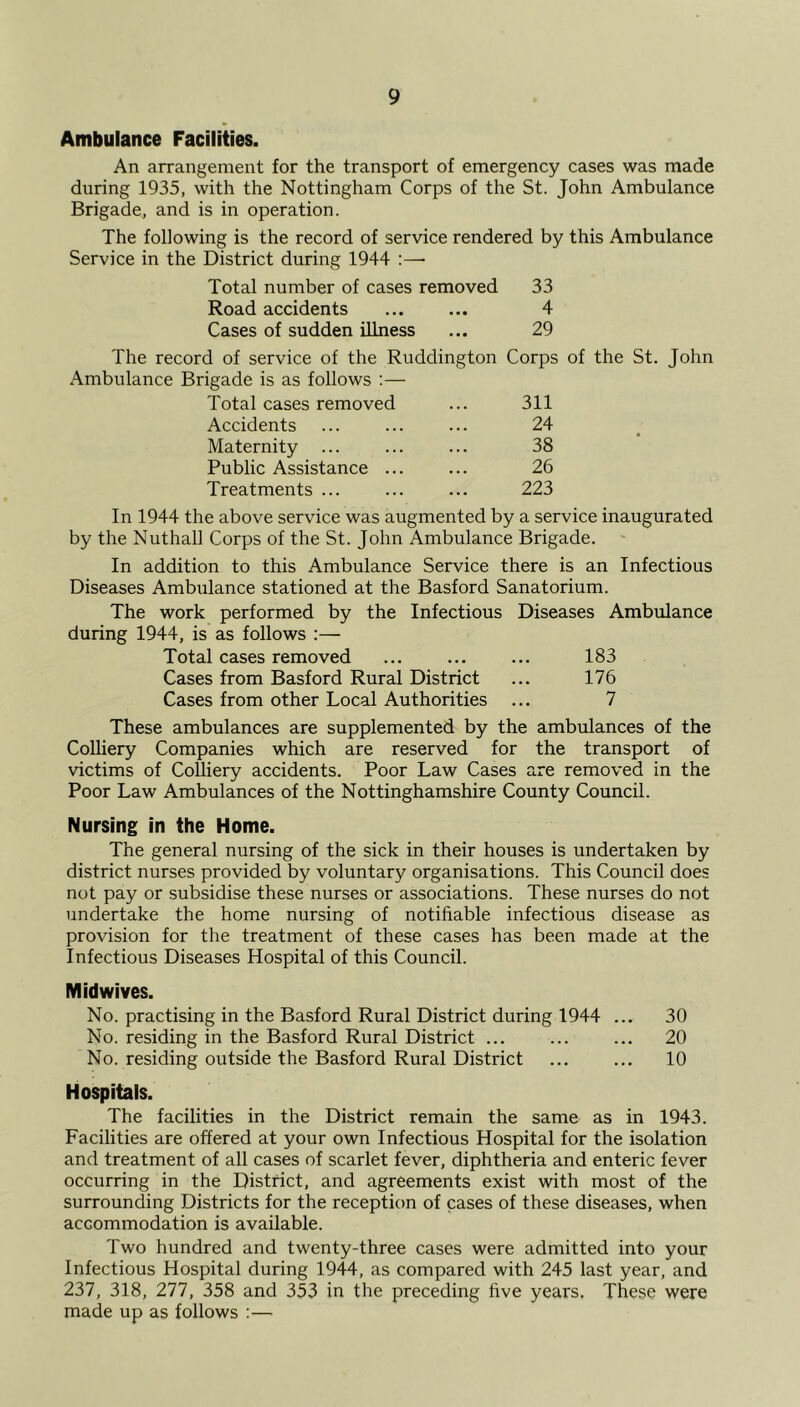 9
Ambulance Facilities.
An arrangement for the transport of emergency cases was made
during 1935, with the Nottingham Corps of the St. John Ambulance
Brigade, and is in operation.
The following is the record of service rendered by this Ambulance
Service in the District during 1944 :—
Total number of cases removed 33
Road accidents ... ... 4
Cases of sudden illness ... 29
The record of service of the Ruddington Corps of the St. John
Ambulance Brigade is as follows :—
Total cases removed ... 311
Accidents ... ... ... 24
Maternity ... ... ... 38
Public Assistance ... ... 26
Treatments ... ... ... 223
In 1944 the above service was augmented by a service inaugurated
by the Nuthall Corps of the St. John Ambulance Brigade.
In addition to this Ambulance Service there is an Infectious
Diseases Ambulance stationed at the Basford Sanatorium.
The work performed by the Infectious Diseases Ambulance
during 1944, is as follows :—
Total cases removed ... ... ... 183
Cases from Basford Rural District ... 176
Cases from other Local Authorities ... 7
These ambulances are supplemented by the ambulances of the
Colliery Companies which are reserved for the transport of
victims of Colliery accidents. Poor Law Cases are removed in the
Poor Law Ambulances of the Nottinghamshire County Council.
Nursing in the Home.
The general nursing of the sick in their houses is undertaken by
district nurses provided by voluntary organisations. This Council does
not pay or subsidise these nurses or associations. These nurses do not
undertake the home nursing of notifiable infectious disease as
provision for the treatment of these cases has been made at the
Infectious Diseases Hospital of this Council.
Midwives.
No. practising in the Basford Rural District during 1944 ... 30
No. residing in the Basford Rural District ... ... ... 20
No. residing outside the Basford Rural District ... ... 10
Hospitals.
The facilities in the District remain the same as in 1943.
Facilities are offered at your own Infectious Hospital for the isolation
and treatment of all cases of scarlet fever, diphtheria and enteric fever
occurring in the District, and agreements exist with most of the
surrounding Districts for the reception of cases of these diseases, when
accommodation is available.
Two hundred and twenty-three cases were admitted into your
Infectious Hospital during 1944, as compared with 245 last year, and
237, 318, 277, 358 and 353 in the preceding five years. These were
made up as follows :—